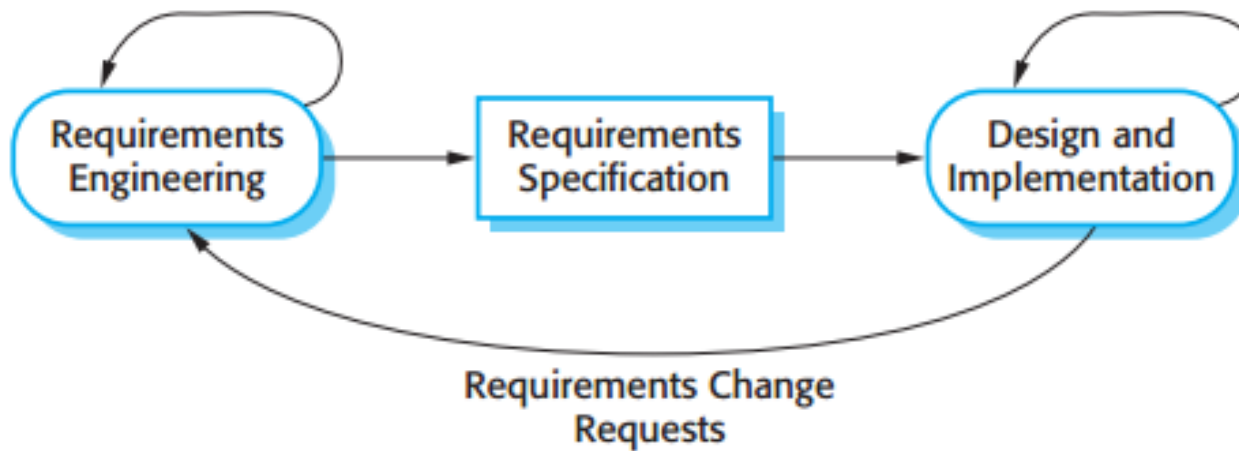 Requirements
Engineering
Requirements
Specification
Design and
Implementation
Requirements Change
Requests